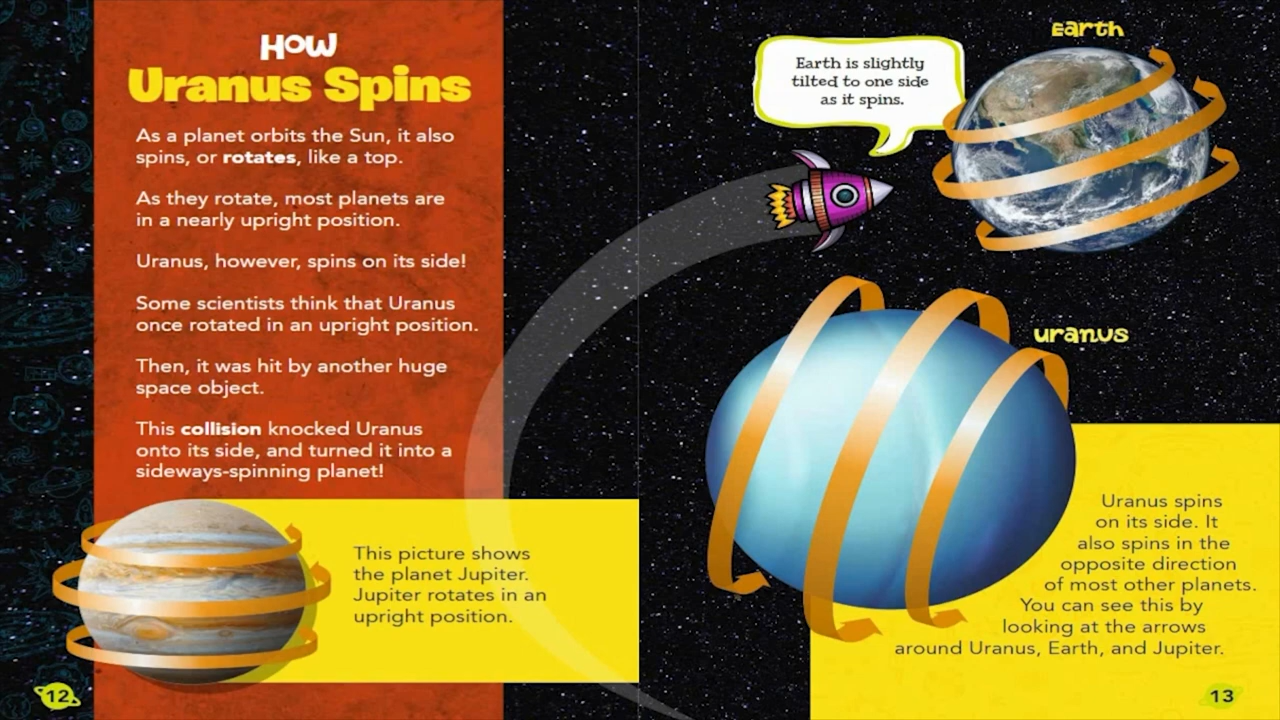 How
Uranus Spins
As a planet orbits the Sun, it also
spins, or rotates, like a top.
As they rotate, most planets are
in a nearly upright position.
Uranus, however, spins on its side!
Some scientists think that Uranus
once rotated in an upright position.
Then, it was hit by another huge
space object.
This collision knocked Uranus
onto its side, and turned it into a
sideways-spinning planet!
This picture shows
the planet Jupiter.
Jupiter rotates in an
upright position.
12
Earth
Earth is slightly
tilted to one side
as it spins.
uranus
Uranus spins
on its side. It
also spins in the
opposite direction
of most other planets.
You can see this by
looking at the arrows
around Uranus, Earth, and Jupiter.
13